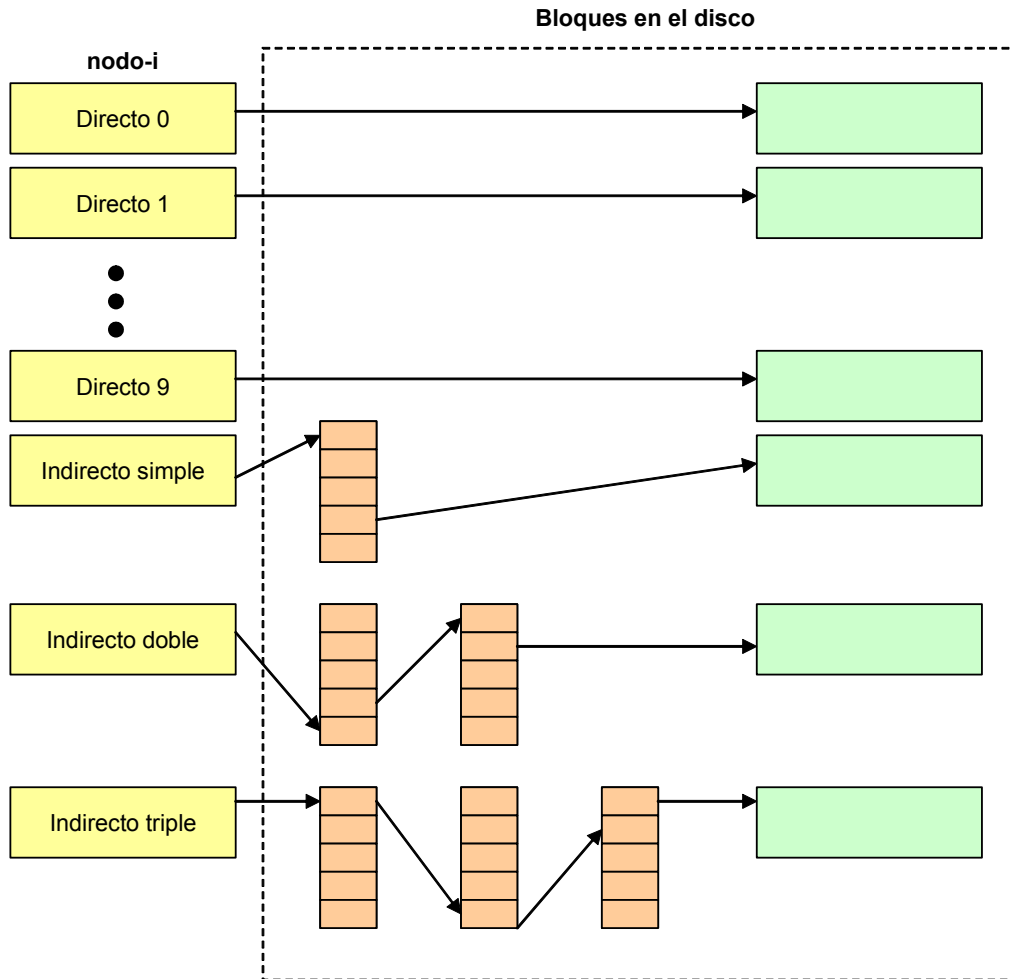 Bloques en el disco
nodo-i
Directo 0
Directo 1
Directo 9
Indirecto simple
Indirecto doble
Indirecto triple